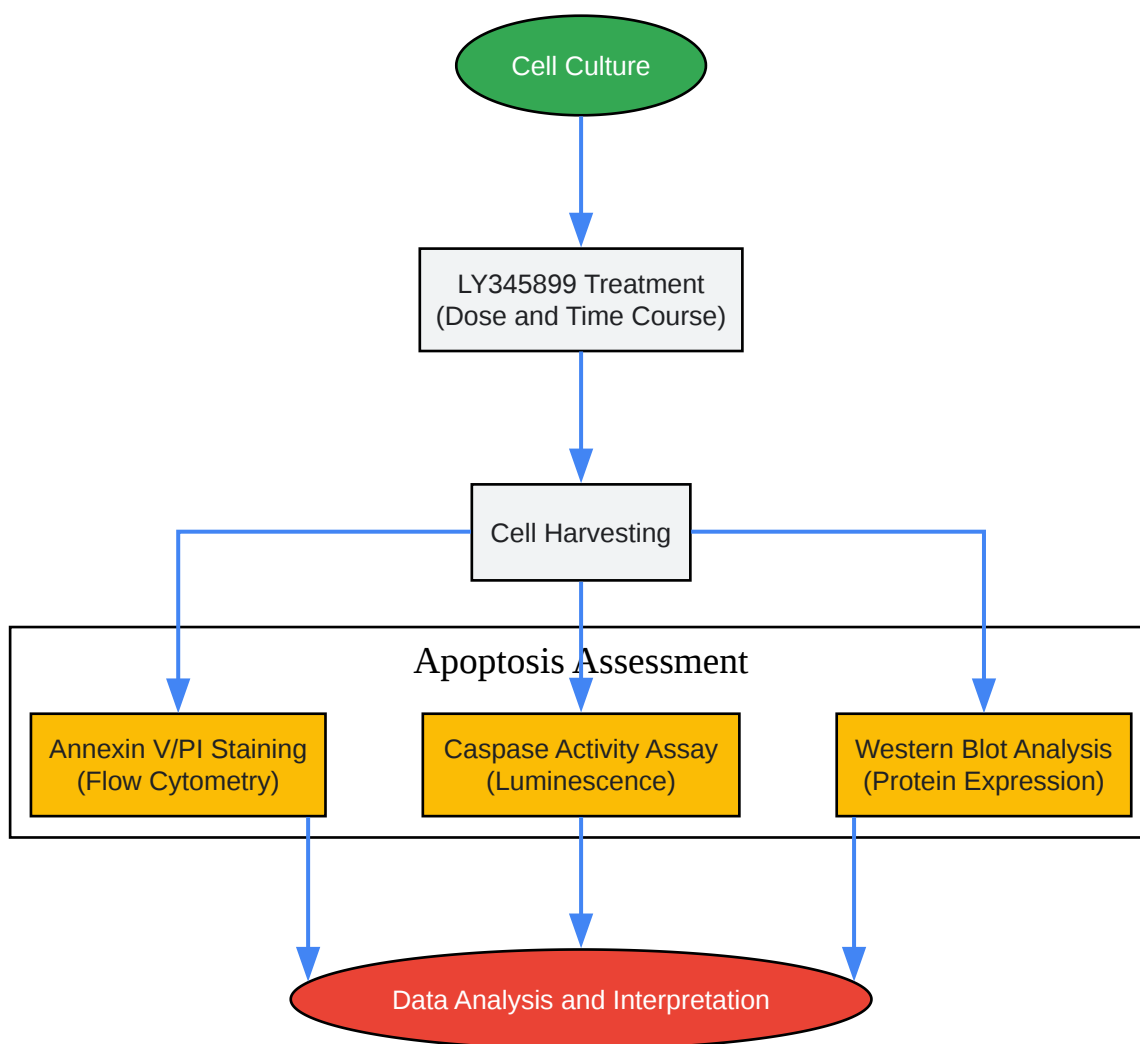 Cell Culture
LY345899 Treatment
(Dose and Time Course)
Cell Harvesting
Apoptosis Assessment
Annexin V/PI Staining
(Flow Cytometry)
Caspase Activity Assay
(Luminescence)
Western Blot Analysis
(Protein Expression)
Data Analysis and Interpretation